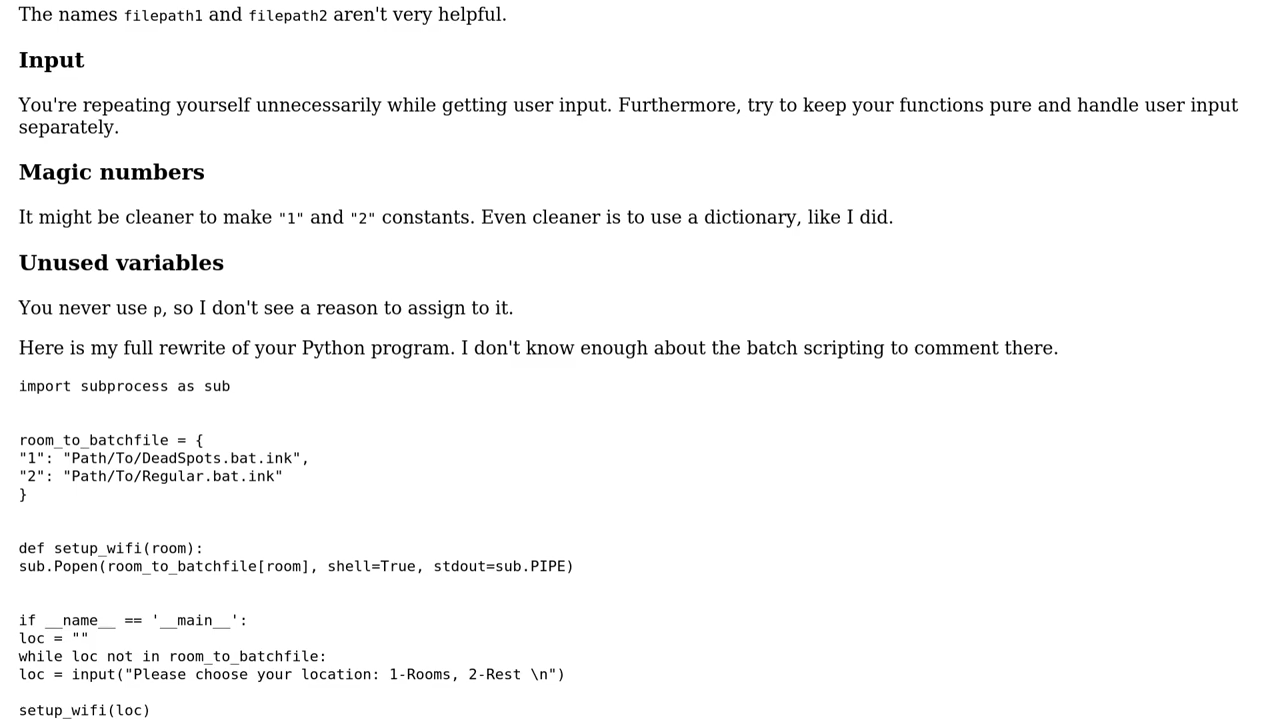 The names filepath1 and filepath2 aren't very helpful.
Input
You're repeating yourself unnecessarily while getting user input. Furthermore, try to keep your functions pure and handle user input
separately.
Magic numbers
It might be cleaner to make "1" and "2" constants. Even cleaner is to use a dictionary, like I did.
Unused variables
You never use p, so I don't see a reason to assign to it.
Here is my full rewrite of your Python program. I don't know enough about the batch scripting to comment there.
import subprocess as sub
room_to_batchfile = {
"1": "Path/To/DeadSpots.bat.ink",
"2": "Path/To/Regular.bat.ink"
}
def setup_wifi(room):
sub.Popen(room_to_batchfile[room], shell=True, stdout=sub.PIPE)
if __name__ == '__main__':
loc = ""
while loc not in room_to_batchfile:
loc = input("Please choose your location: 1-Rooms, 2-Rest \n")
setup_wifi(loc)